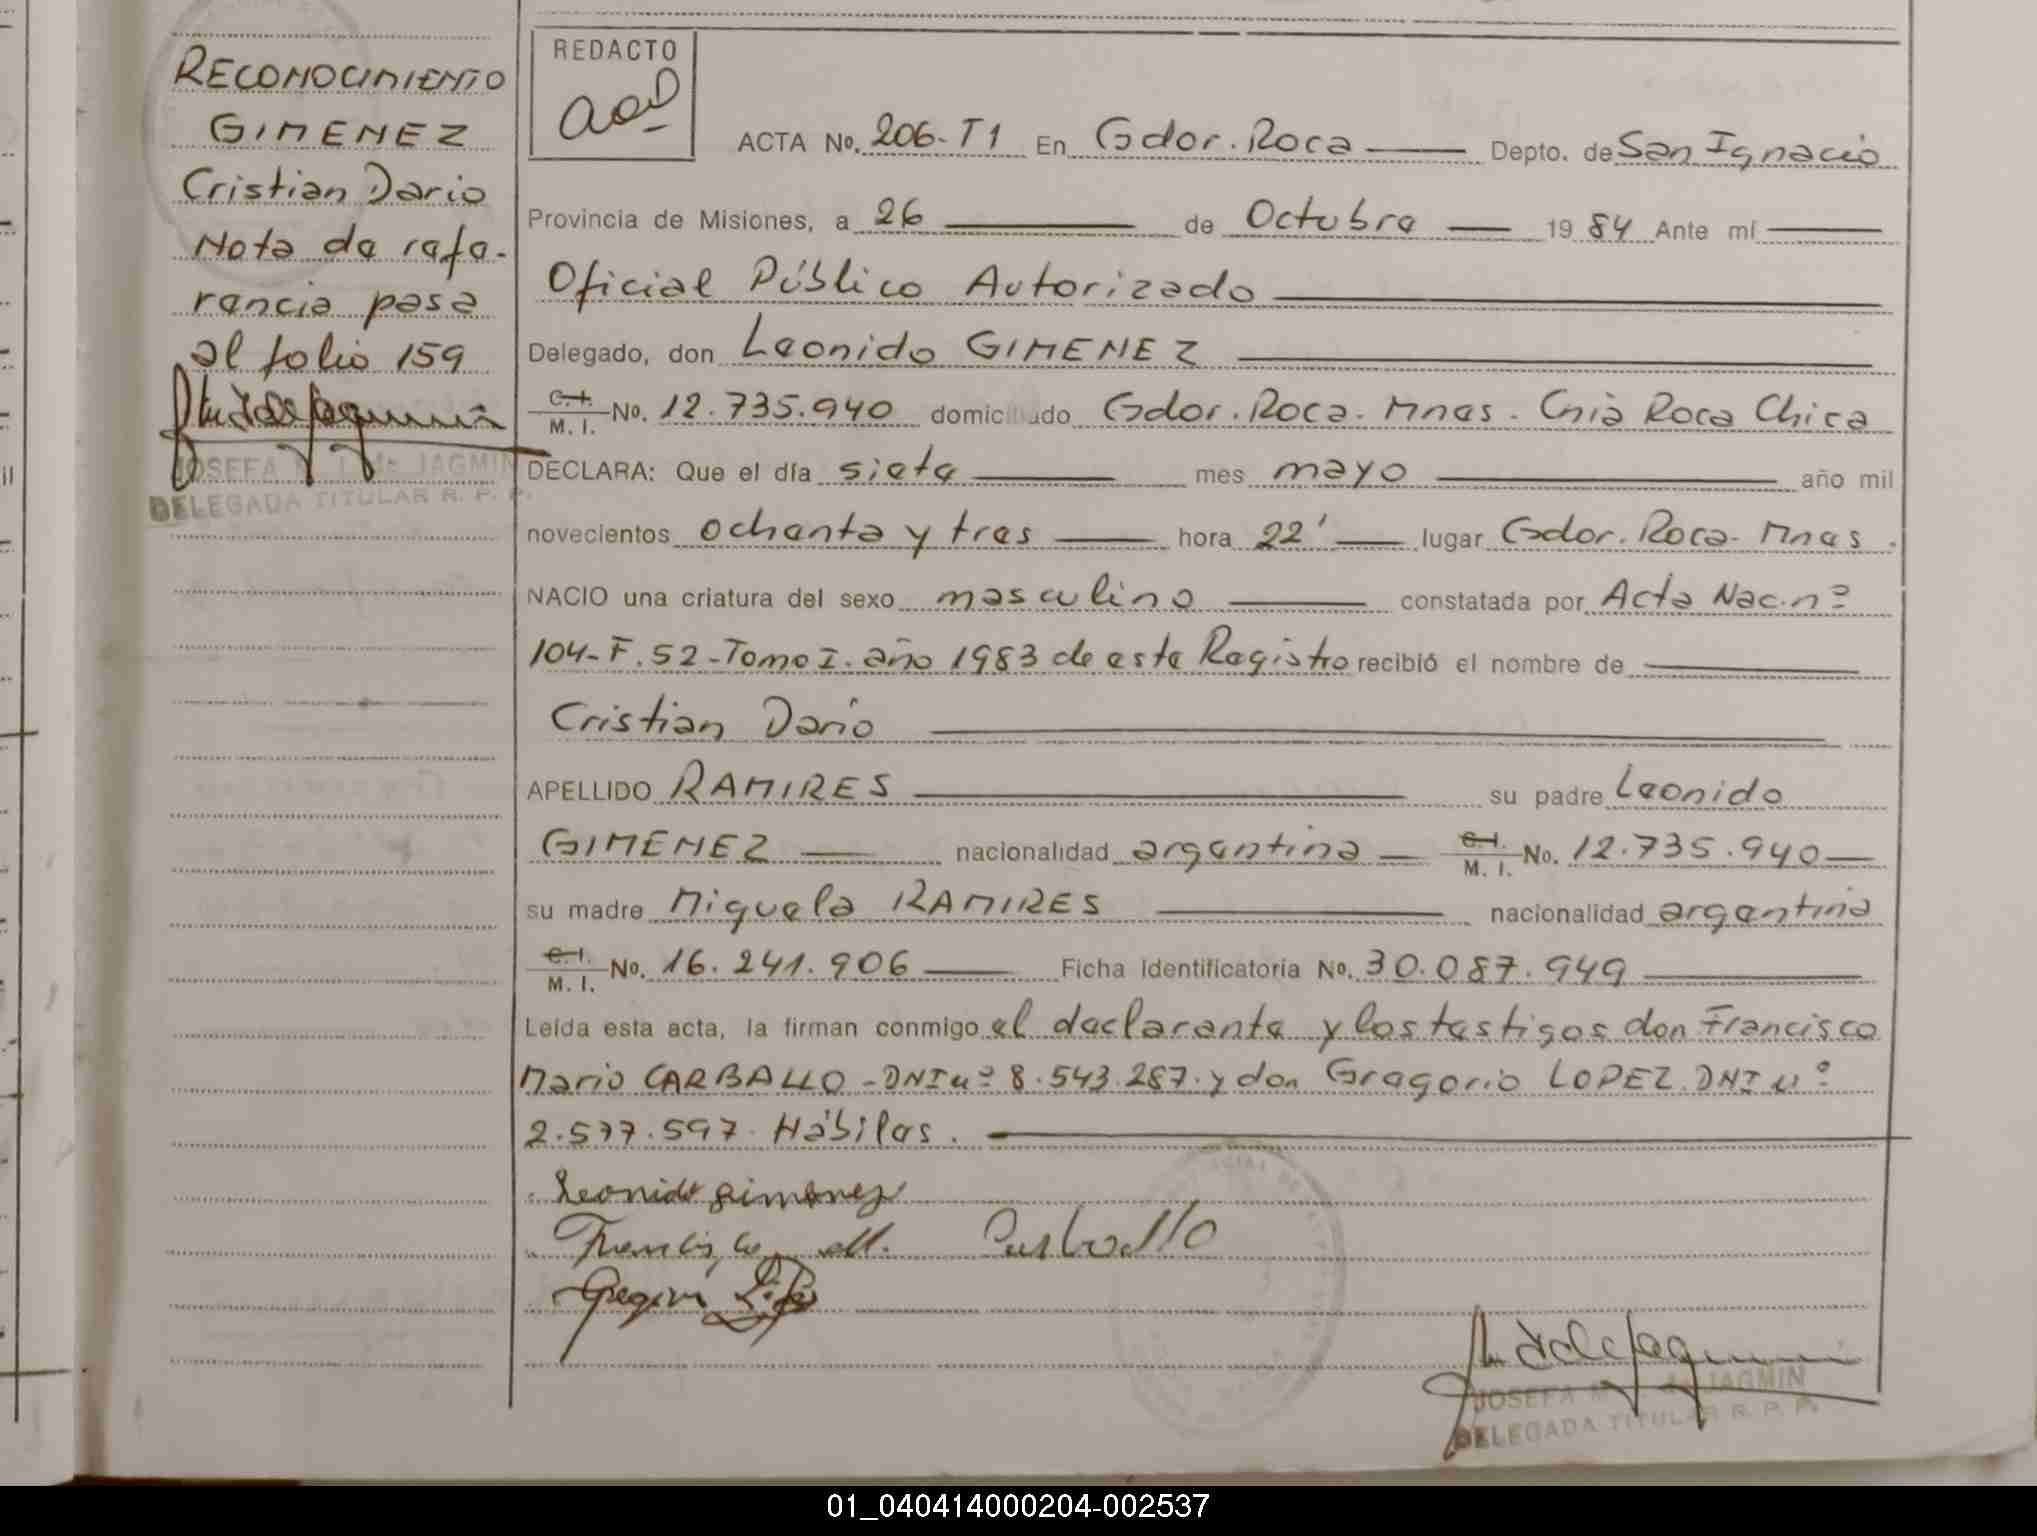 RECONOCIMIENTO
GIMENEZ
Cristian Dario
Nota de refe-
rencia pasa
al folio 159
JOSEFA M. de JAGMIN
DELEGADA TITULAR R. P. P.
REDACTO
ACTA No. 206-T1 En Gdor. Roca Depto. de San Ignacio
Provincia de Misiones, a 26 de Octubre 19 84 Ante mí
Oficial Público Autorizado
Delegado, don Leonido GIMENEZ
C. I. / M. I. No. 12.735.940 domiciliado Gdor. Roca. Mnes. Cnia Roca Chica
DECLARA: Que el día siete mes mayo año mil
novecientos ochenta y tres hora 22' lugar Gdor. Roca. Mnes.
NACIO una criatura del sexo masculino constatada por Acta Nac. nº
104-F.52-Tomo I. año 1983 de este Registro recibió el nombre de
Cristian Dario
APELLIDO RAMIRES su padre Leonido
GIMENEZ nacionalidad argentina C. I. / M. I. No. 12.735.940
su madre Miguela RAMIRES nacionalidad argentina
C. I. / M. I. No. 16.241.906 Ficha Identificatoria No. 30.087.949
Leída esta acta, la firman conmigo el declarante y los testigos don Francisco
Mario CARBALLO - DNI nº 8.543.287. y don Gregorio LOPEZ. DNI nº
2.577.597. Hábiles.
Leonido gimenez
Francisco M. Carballo
JOSEFA M. de JAGMIN
DELEGADA TITULAR R. P. P.
01_040414000204-002537